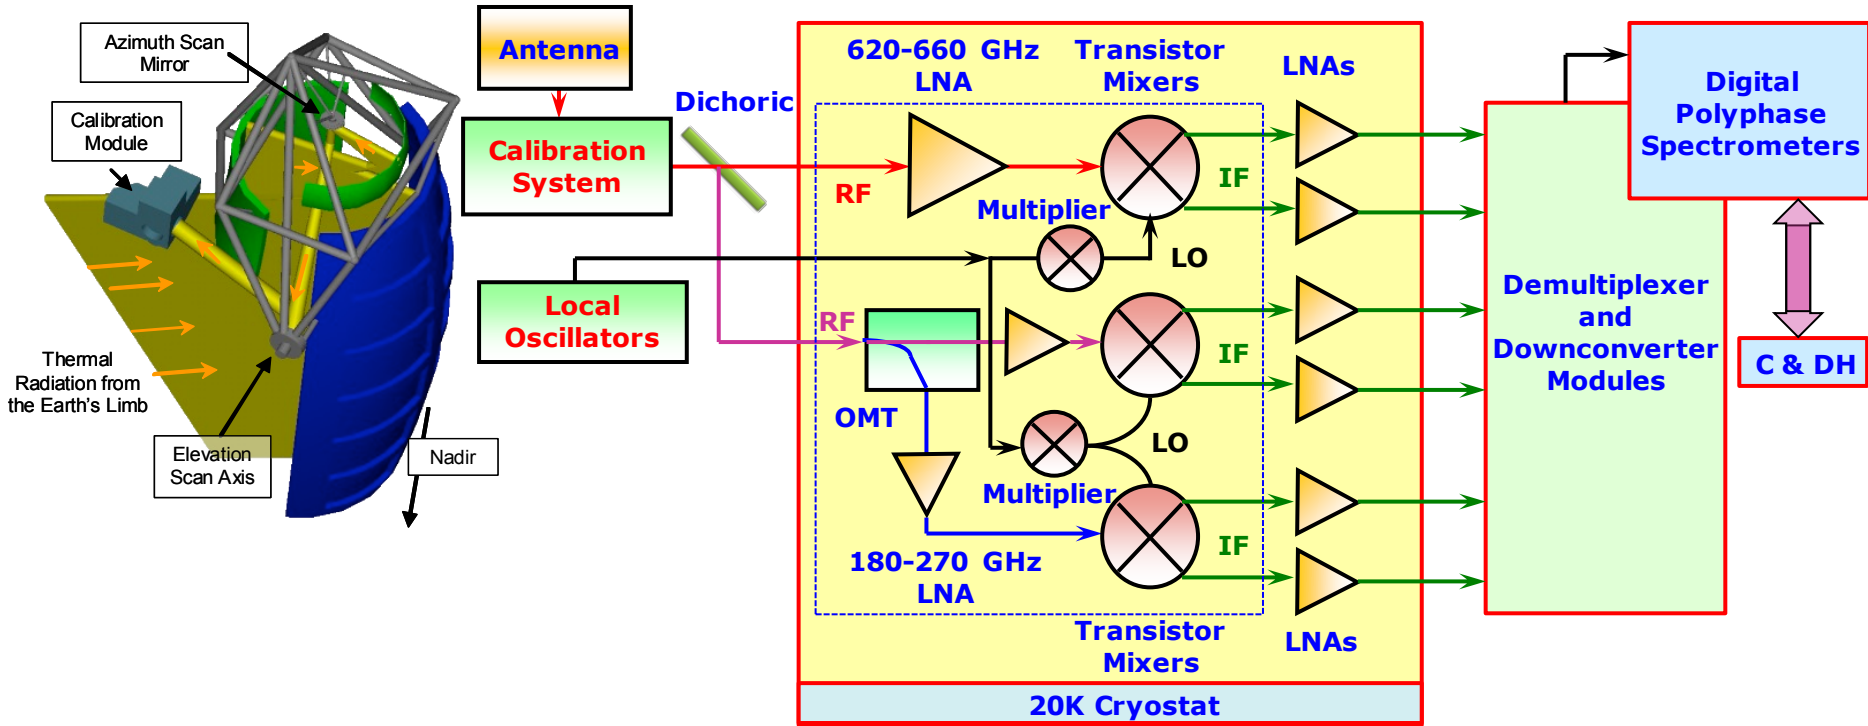 Azimuth Scan
Mirror
Calibration
Module
Thermal
Radiation from
the Earth's Limb
Elevation
Scan Axis
Nadir
Antenna
Calibration
System
Dichoric
Local
Oscillators
620-660 GHz
LNA
Transistor
Mixers
LNAs
RF
IF
Multiplier
LO
RF
IF
OMT
LO
Multiplier
IF
180-270 GHz
LNA
Transistor
Mixers
LNAs
20K Cryostat
Digital
Polyphase
Spectrometers
Demultiplexer
and
Downconverter
Modules
C & DH